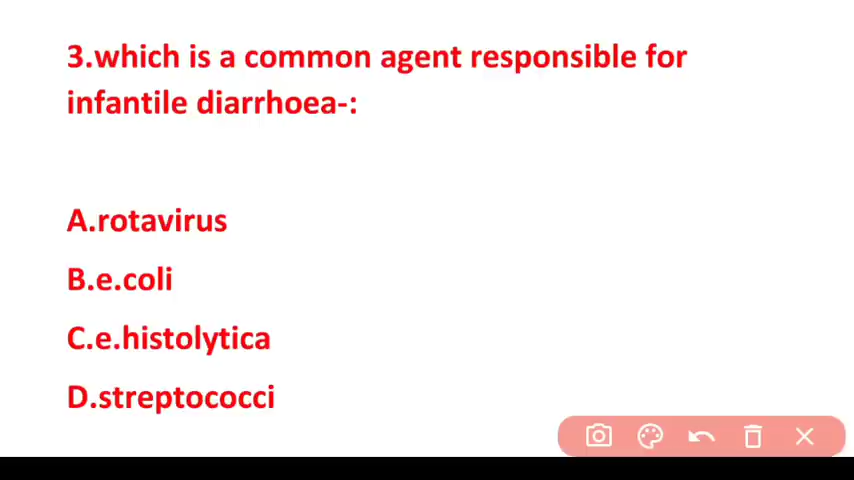 3.which is a common agent responsible for
infantile diarrhoea-:
A.rotavirus
B.e.coli
C.e.histolytica
D.streptococci